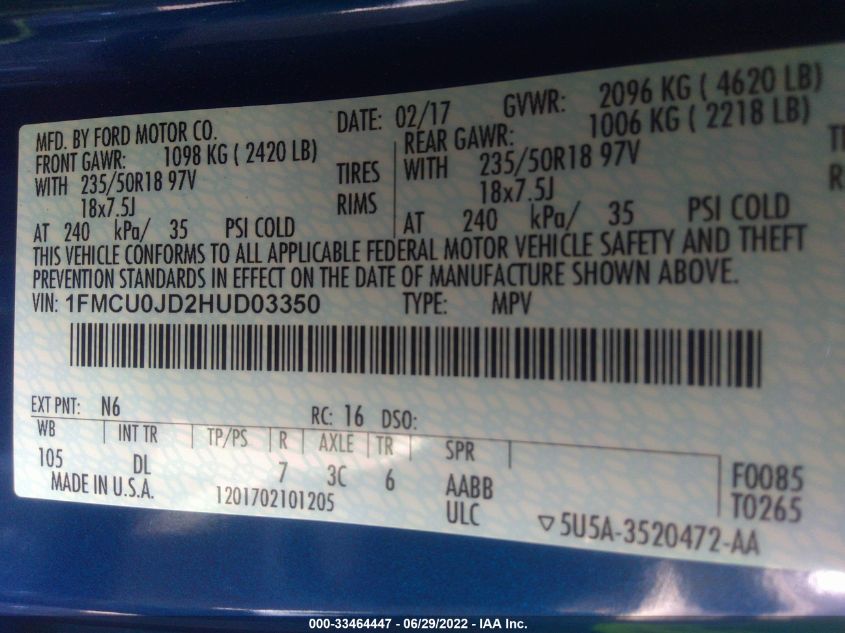 MFD. BY FORD MOTOR CO. DATE: 02/17 GVWR: 2096 KG ( 4620 LB)
FRONT GAWR: 1098 KG ( 2420 LB) REAR GAWR: 1006 KG ( 2218 LB)
WITH 235/50R18 97V TIRES WITH 235/50R18 97V
18x7.5J RIMS 18x7.5J
AT 240 kPa/ 35 PSI COLD AT 240 kPa/ 35 PSI COLD
THIS VEHICLE CONFORMS TO ALL APPLICABLE FEDERAL MOTOR VEHICLE SAFETY AND THEFT
PREVENTION STANDARDS IN EFFECT ON THE DATE OF MANUFACTURE SHOWN ABOVE.
VIN: 1FMCU0JD2HUD03350 TYPE: MPV
EXT PNT: N6 RC: 16 DSO:
WB INT TR TP/PS R AXLE TR SPR
105 DL 7 3C 6 AABB F0085
MADE IN U.S.A. 1201702101205 ULC T0265
▽5U5A-3520472-AA
000-33464447 - 06/29/2022 - IAA Inc.